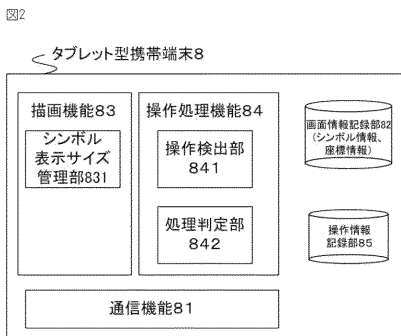 図2
タブレット型携帯端末8
描画機能83
シンボル
表示サイズ
管理部831
操作処理機能84
操作検出部
841
処理判定部
842
画面情報記録部82
(シンボル情報、
座標情報)
操作情報
記録部85
通信機能81